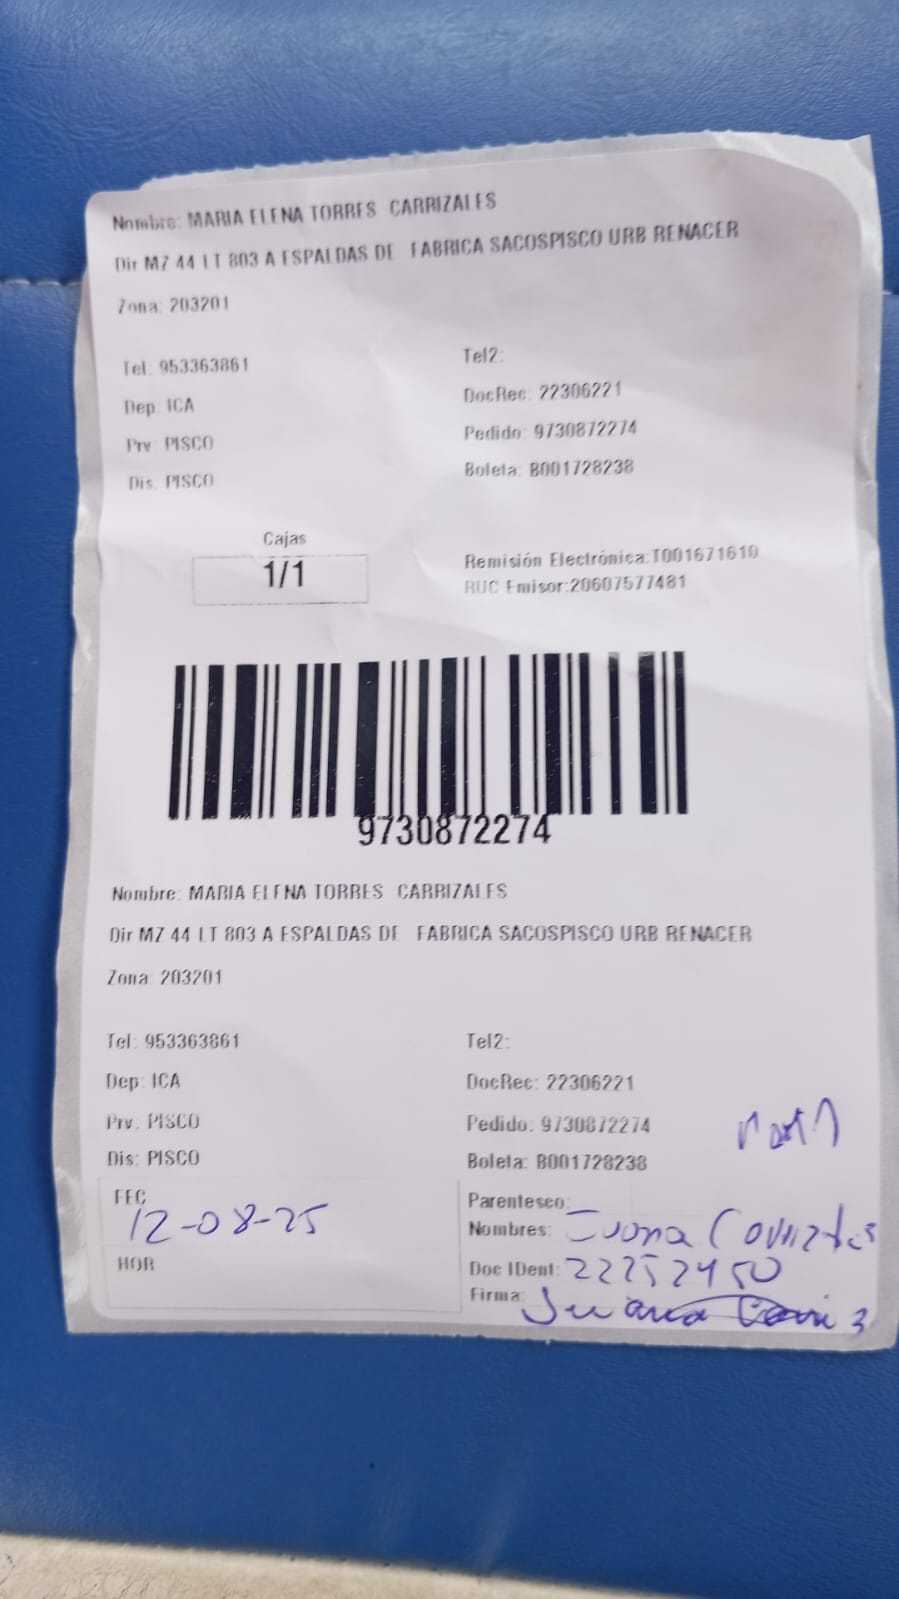 Nombre: MARIA ELENA TORRES CARRIZALES
Dir MZ 44 LT 803 A ESPALDAS DE FABRICA SACOSPISCO URB RENACER
Zona: 203201
Tel: 953363861 Tel2:
Dep: ICA DocRec: 22306221
Prv: PISCO Pedido: 9730872274
Dis: PISCO Boleta: B001728238
Cajas
1/1
Remisión Electrónica:T001671610
RUC Emisor:20607577481
9730872274
Nombre: MARIA ELENA TORRES CARRIZALES
Dir MZ 44 LT 803 A ESPALDAS DE FABRICA SACOSPISCO URB RENACER
Zona: 203201
Tel: 953363861 Tel2:
Dep: ICA DocRec: 22306221
Prv: PISCO Pedido: 9730872274
Dis: PISCO Boleta: B001728238
FEC 12-08-25
Parentesco:
Nombres:
HOR
Doc IDent: 22252450
Firma: Juana